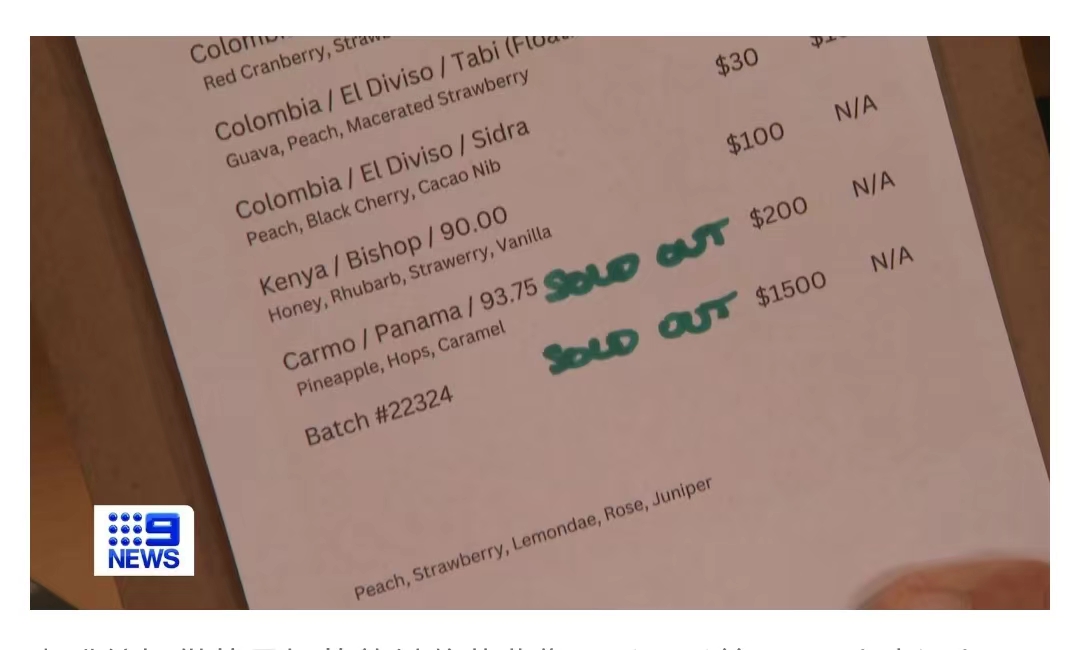 Red Cranberry,
Colombia / El Diviso / Tabi
Guava, Peach, Macerated Strawberry
Colombia / El Diviso / Sidra $30
Peach, Black Cherry, Cacao Nib
Kenya / Bishop / 90.00 $100 N/A
Honey, Rhubarb, Strawerry, Vanilla
Carmo / Panama / 93.75 SOLD OUT $200 N/A
Pineapple, Hops, Caramel
Batch #22324 SOLD OUT $1500 N/A
Peach, Strawberry, Lemondae, Rose, Juniper
9
NEWS